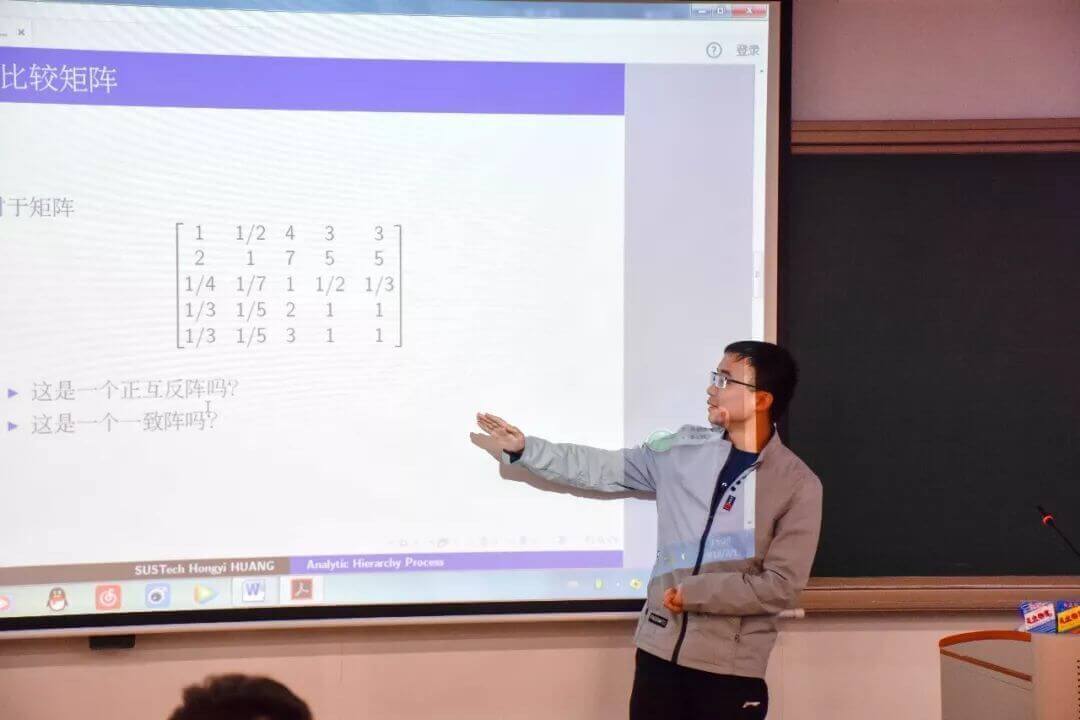 登录
比较矩阵
对于矩阵
1 1/2 4 3 3
2 1 7 5 5
1/4 1/7 1 1/2 1/3
1/3 1/5 2 1 1
1/3 1/5 3 1 1
这是一个正互反阵吗?
这是一个一致阵吗?
SUSTech Hongyi HUANG
Analytic Hierarchy Process
W